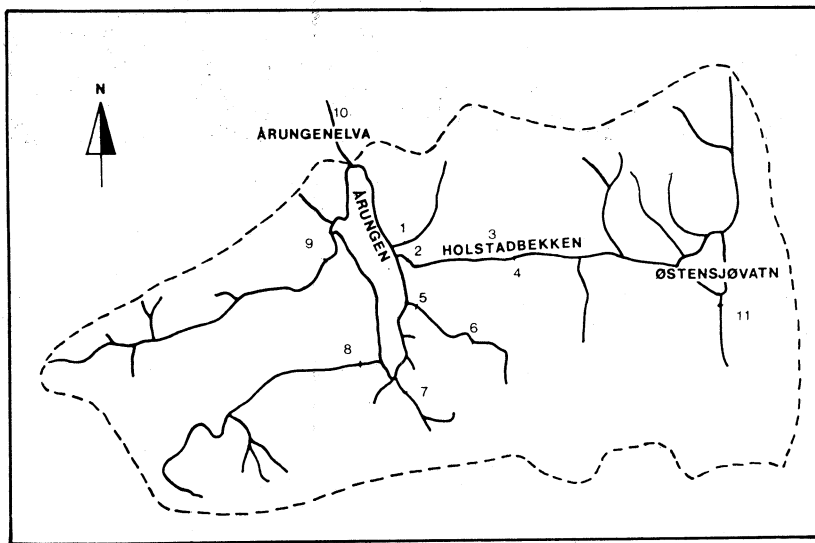 N
10
ÅRUNGENELVA
ÅRUNGEN
1
2
3
HOLSTADBEKKEN
4
ØSTENSJØVATN
9
5
6
11
8
7